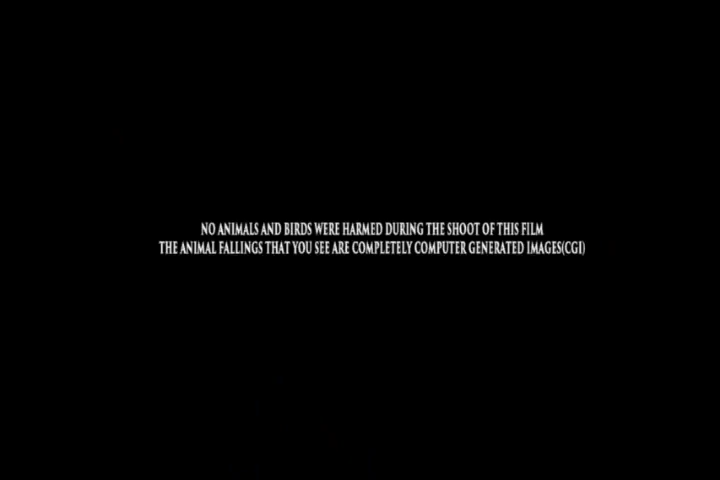 NO ANIMALS AND BIRDS WERE HARMED DURING THE SHOOT OF THIS FILM
THE ANIMAL FALLINGS THAT YOU SEE ARE COMPLETELY COMPUTER GENERATED IMAGES(CGI)